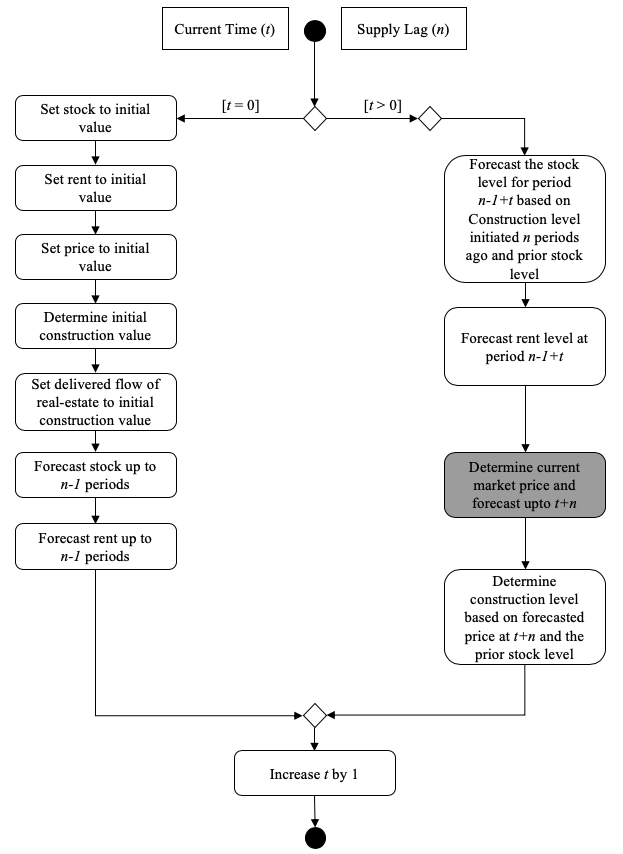 Current Time (t)
Supply Lag (n)
[t = 0]
[t > 0]
Set stock to initial
value
Set rent to initial
value
Set price to initial
value
Determine initial
construction value
Set delivered flow of
real-estate to initial
construction value
Forecast stock up to
n-1 periods
Forecast rent up to
n-1 periods
Forecast the stock
level for period
n-1+t based on
Construction level
initiated n periods
ago and prior stock
level
Forecast rent level at
period n-1+t
Determine current
market price and
forecast upto t+n
Determine
construction level
based on forecasted
price at t+n and the
prior stock level
Increase t by 1